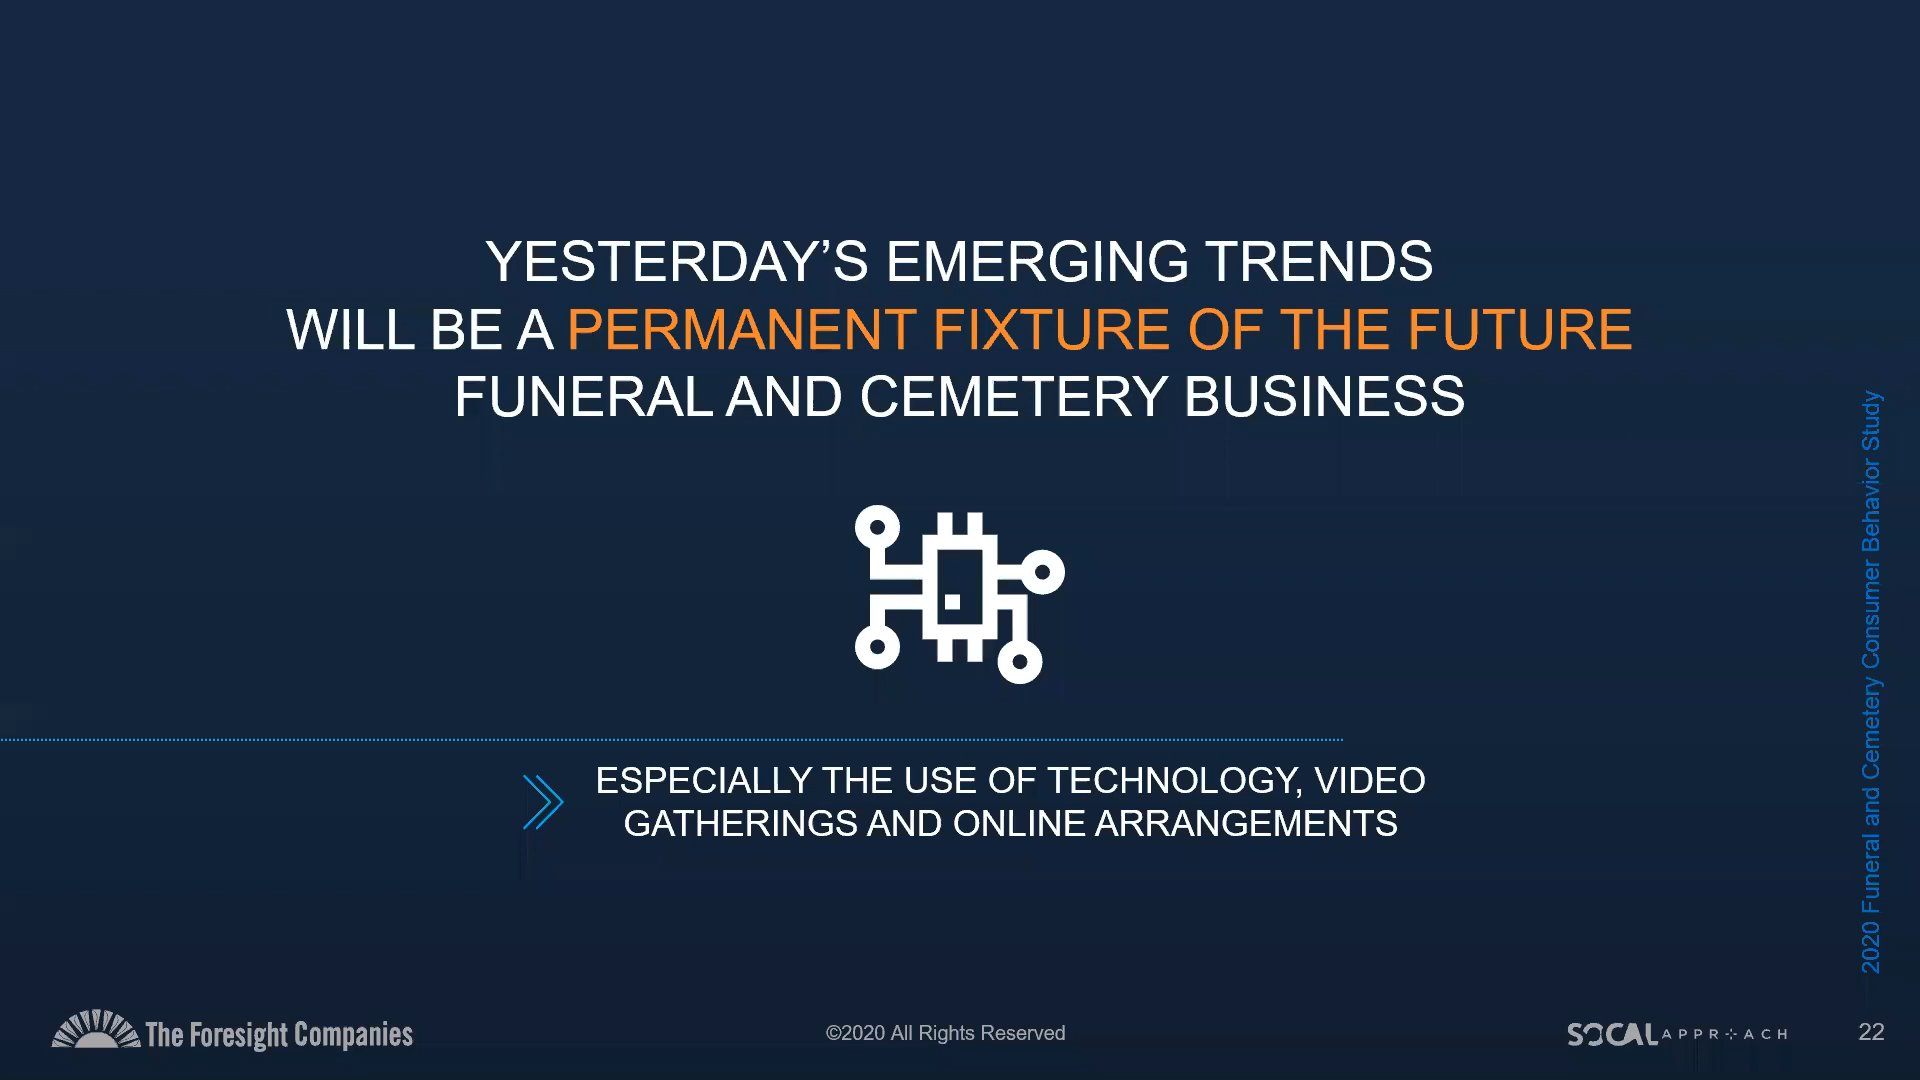 YESTERDAY’S EMERGING TRENDS
WILL BE A PERMANENT FIXTURE OF THE FUTURE
FUNERAL AND CEMETERY BUSINESS
ESPECIALLY THE USE OF TECHNOLOGY, VIDEO
GATHERINGS AND ONLINE ARRANGEMENTS
2020 Funeral and Cemetery Consumer Behavior Study
The Foresight Companies
©2020 All Rights Reserved
SOCAL APPROACH
22